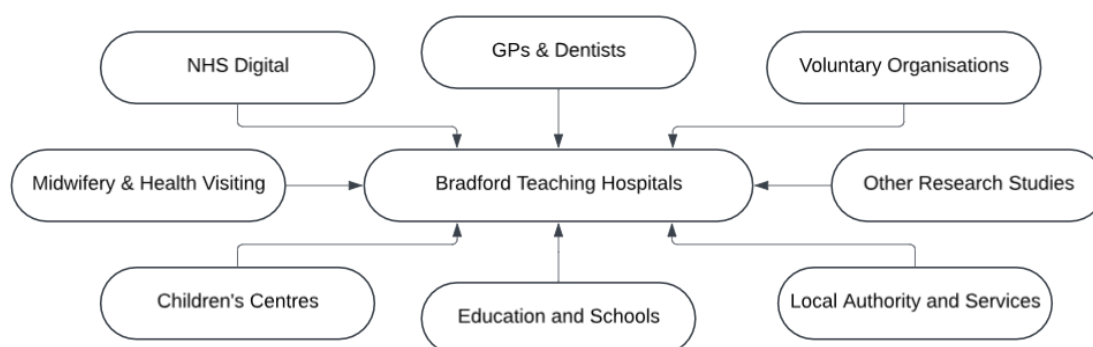 NHS Digital
GPs & Dentists
Voluntary Organisations
Midwifery & Health Visiting
Bradford Teaching Hospitals
Other Research Studies
Children's Centres
Education and Schools
Local Authority and Services